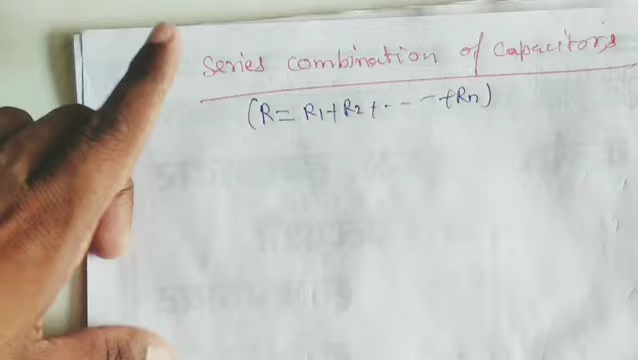 Series combination of capacitors
(R = R1 + R2 + - - - + Rn)